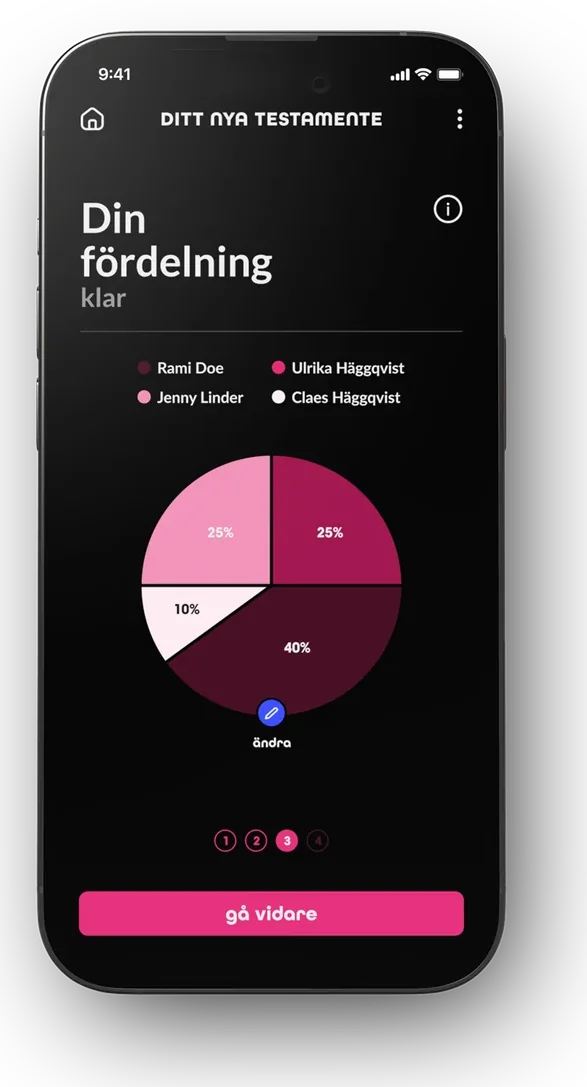 9:41
DITT NYA TESTAMENTE
Din
fördelning
klar
Rami Doe
Ulrika Häggqvist
Jenny Linder
Claes Häggqvist
25%
25%
10%
40%
ändra
1 2 3 4
gå vidare